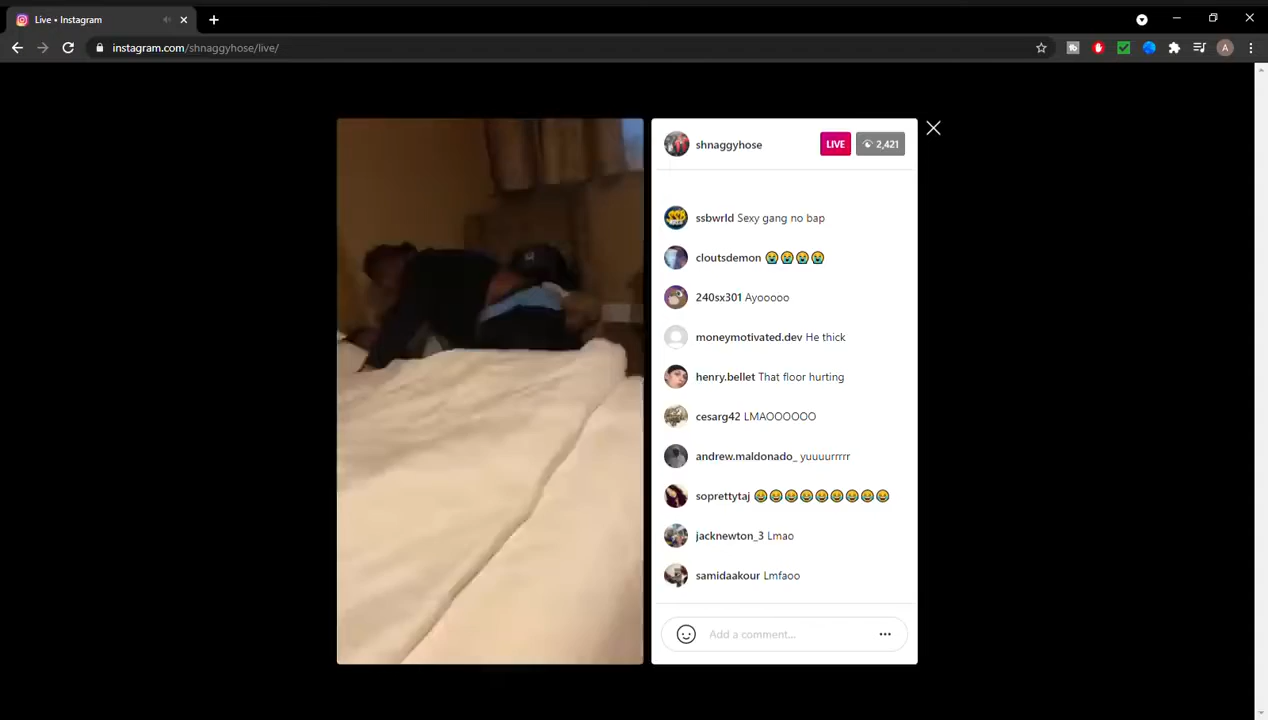 Live • Instagram
instagram.com/shnaggyhose/live/
A
shnaggyhose LIVE 2,421
ssbwrld Sexy gang no bap
cloutsdemon 😭😭😭😭
240sx301 Ayooooo
moneymotivated.dev He thick
henry.bellet That floor hurting
cesarg42 LMAOOOOOO
andrew.maldonado_ yuuuurrrrr
soprettytaj 😂😂😂😂😂😂😂😂😂
jacknewton_3 Lmao
samidaakour Lmfaoo
Add a comment...